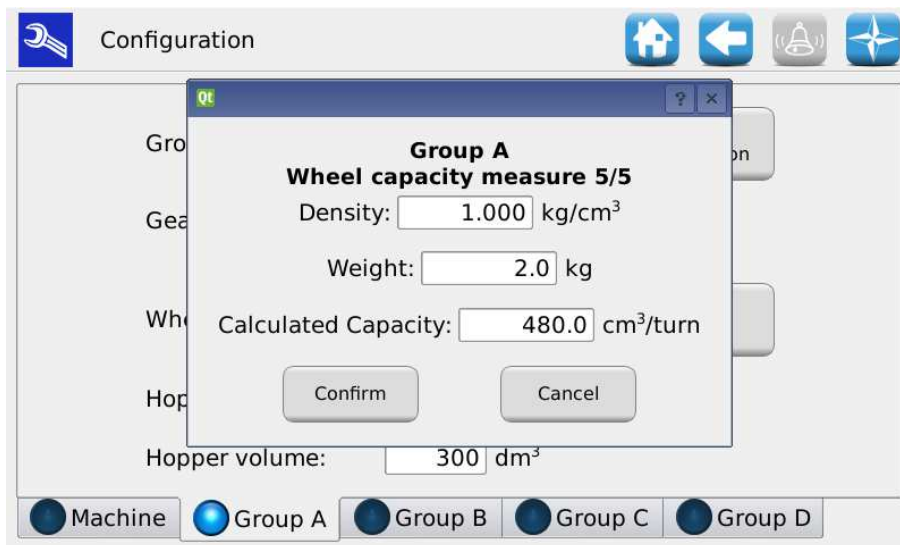 Configuration
Qt
?
×
Group A
Wheel capacity measure 5/5
Density: 1.000 kg/cm³
Weight: 2.0 kg
Calculated Capacity: 480.0 cm³/turn
Confirm
Cancel
Hopper volume: 300 dm³
Machine
Group A
Group B
Group C
Group D